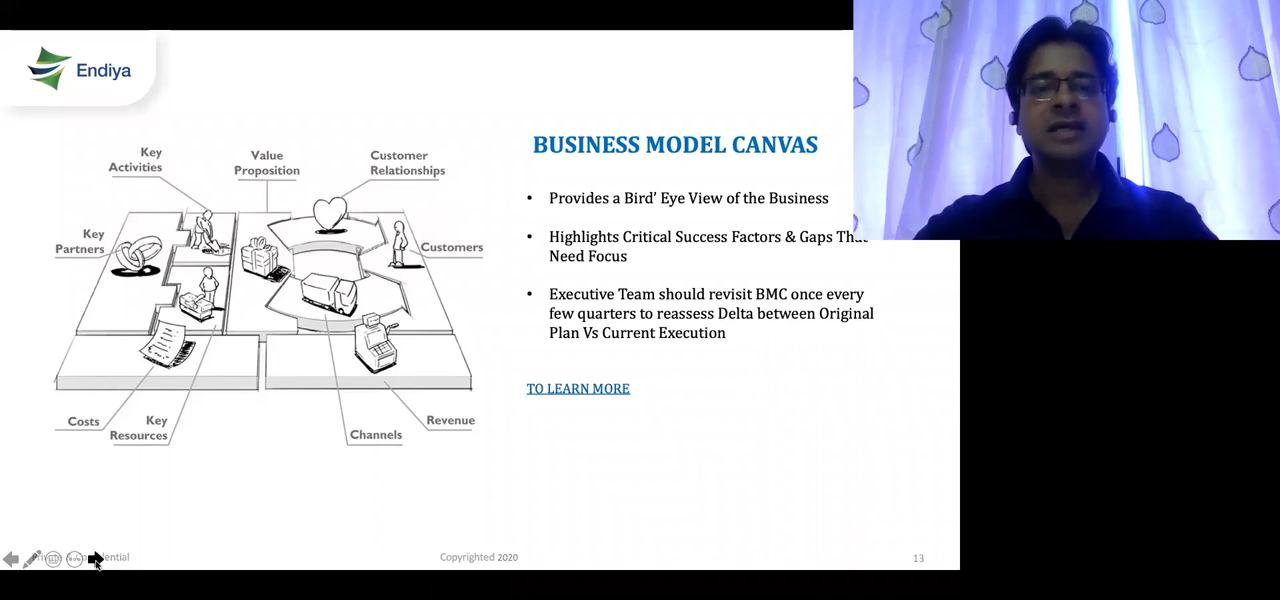 Endiya
Key
Activities
Value
Proposition
Customer
Relationships
Key
Partners
Customers
Costs
Key
Resources
Channels
Revenue
BUSINESS MODEL CANVAS
• Provides a Bird’ Eye View of the Business
• Highlights Critical Success Factors & Gaps That
Need Focus
• Executive Team should revisit BMC once every
few quarters to reassess Delta between Original
Plan Vs Current Execution
TO LEARN MORE
Copyrighted 2020
13